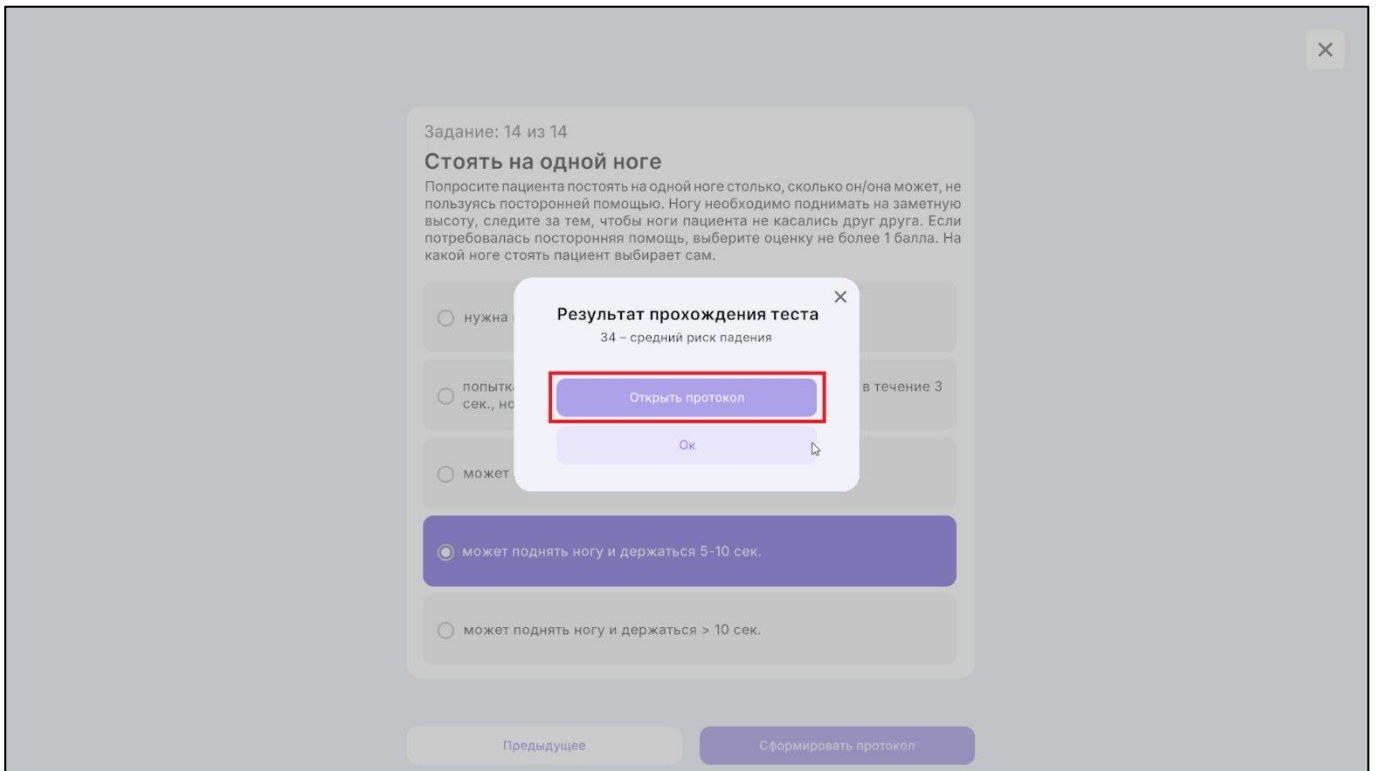 Задание: 14 из 14
Стоять на одной ноге
Попросите пациента постоять на одной ноге столько, сколько он/она может, не
пользуясь посторонней помощью. Ногу необходимо поднимать на заметную
высоту, следите за тем, чтобы ноги пациента не касались друг друга. Если
потребовалась посторонняя помощь, выберите оценку не более 1 балла. На
какой ноге стоять пациент выбирает сам.
нужна
Результат прохождения теста
34 – средний риск падения
попытк
в течение 3
сек., но
Открыть протокол
Ок
может
может поднять ногу и держаться 5-10 сек.
может поднять ногу и держаться > 10 сек.
Предыдущее
Сформировать протокол